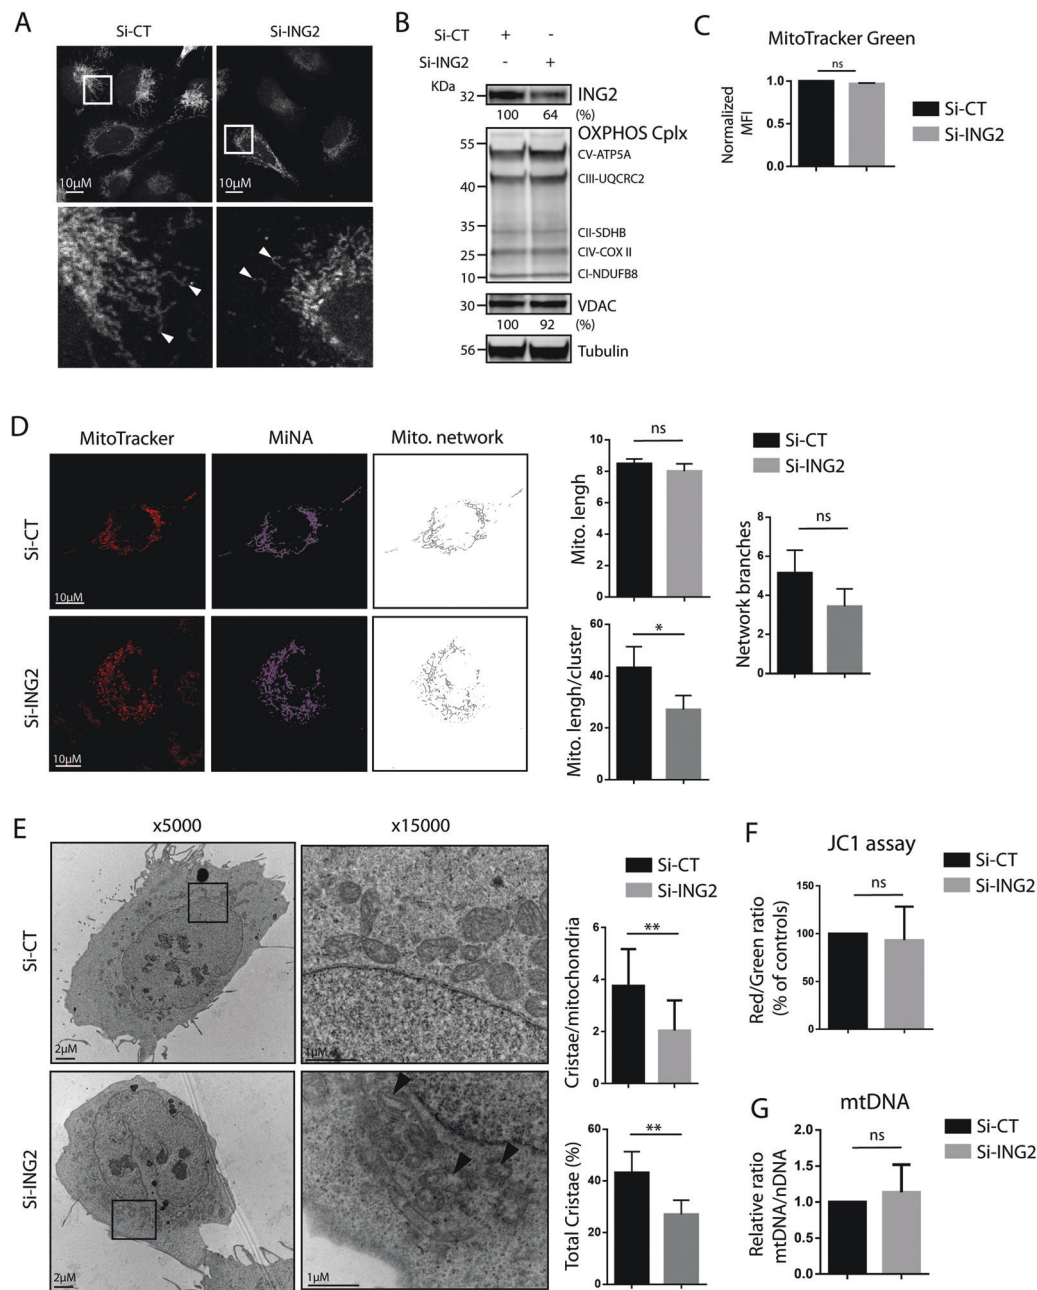 A
Si-CT
Si-ING2
10µM
10µM
B
Si-CT + -
Si-ING2 - +
KDa
32
ING2
100 64 (%)
OXPHOS Cplx
55
CV-ATP5A
CIII-UQCRC2
40
35
CII-SDHB
25
CIV-COX II
10
CI-NDUFB8
30
VDAC
100 92 (%)
56
Tubulin
C
MitoTracker Green
ns
1.0
0.5
0.0
Normalized
MFI
Si-CT
Si-ING2
D
MitoTracker
MiNA
Mito. network
Si-CT
10µM
Si-ING2
10µM
ns
10
8
6
4
2
0
Mito. lengh
*
60
40
20
0
Mito. lengh/cluster
Si-CT
Si-ING2
ns
8
6
4
2
0
Network branches
E
x5000
x15000
Si-CT
2µM
1µM
Si-ING2
2µM
1µM
Si-CT
Si-ING2
**
6
4
2
0
Cristae/mitochondria
**
60
40
20
0
Total Cristae (%)
F
JC1 assay
ns
150
100
50
0
Red/Green ratio
(% of controls)
Si-CT
Si-ING2
G
mtDNA
ns
2.0
1.5
1.0
0.5
0.0
Relative ratio
mtDNA/nDNA
Si-CT
Si-ING2